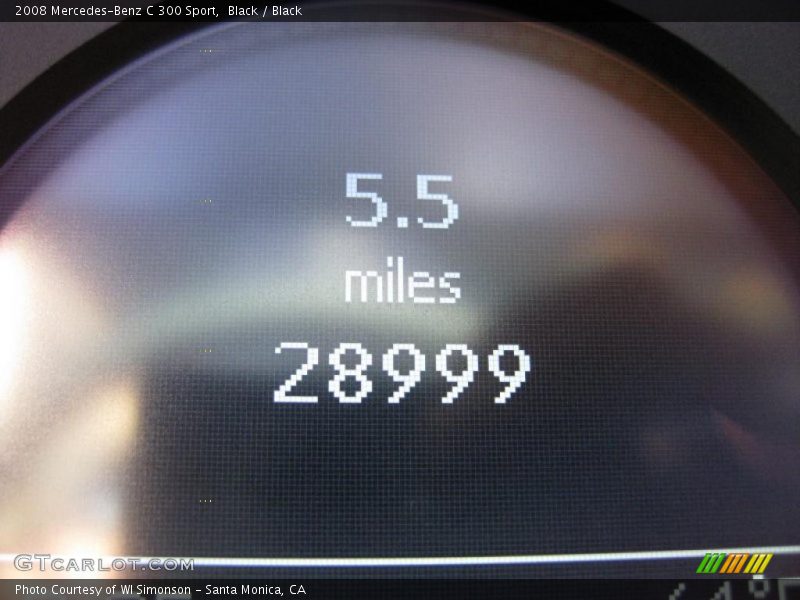 2008 Mercedes-Benz C 300 Sport,  Black / Black
5.5
miles
28999
GTCARLOT.COM
Photo Courtesy of WI Simonson - Santa Monica, CA